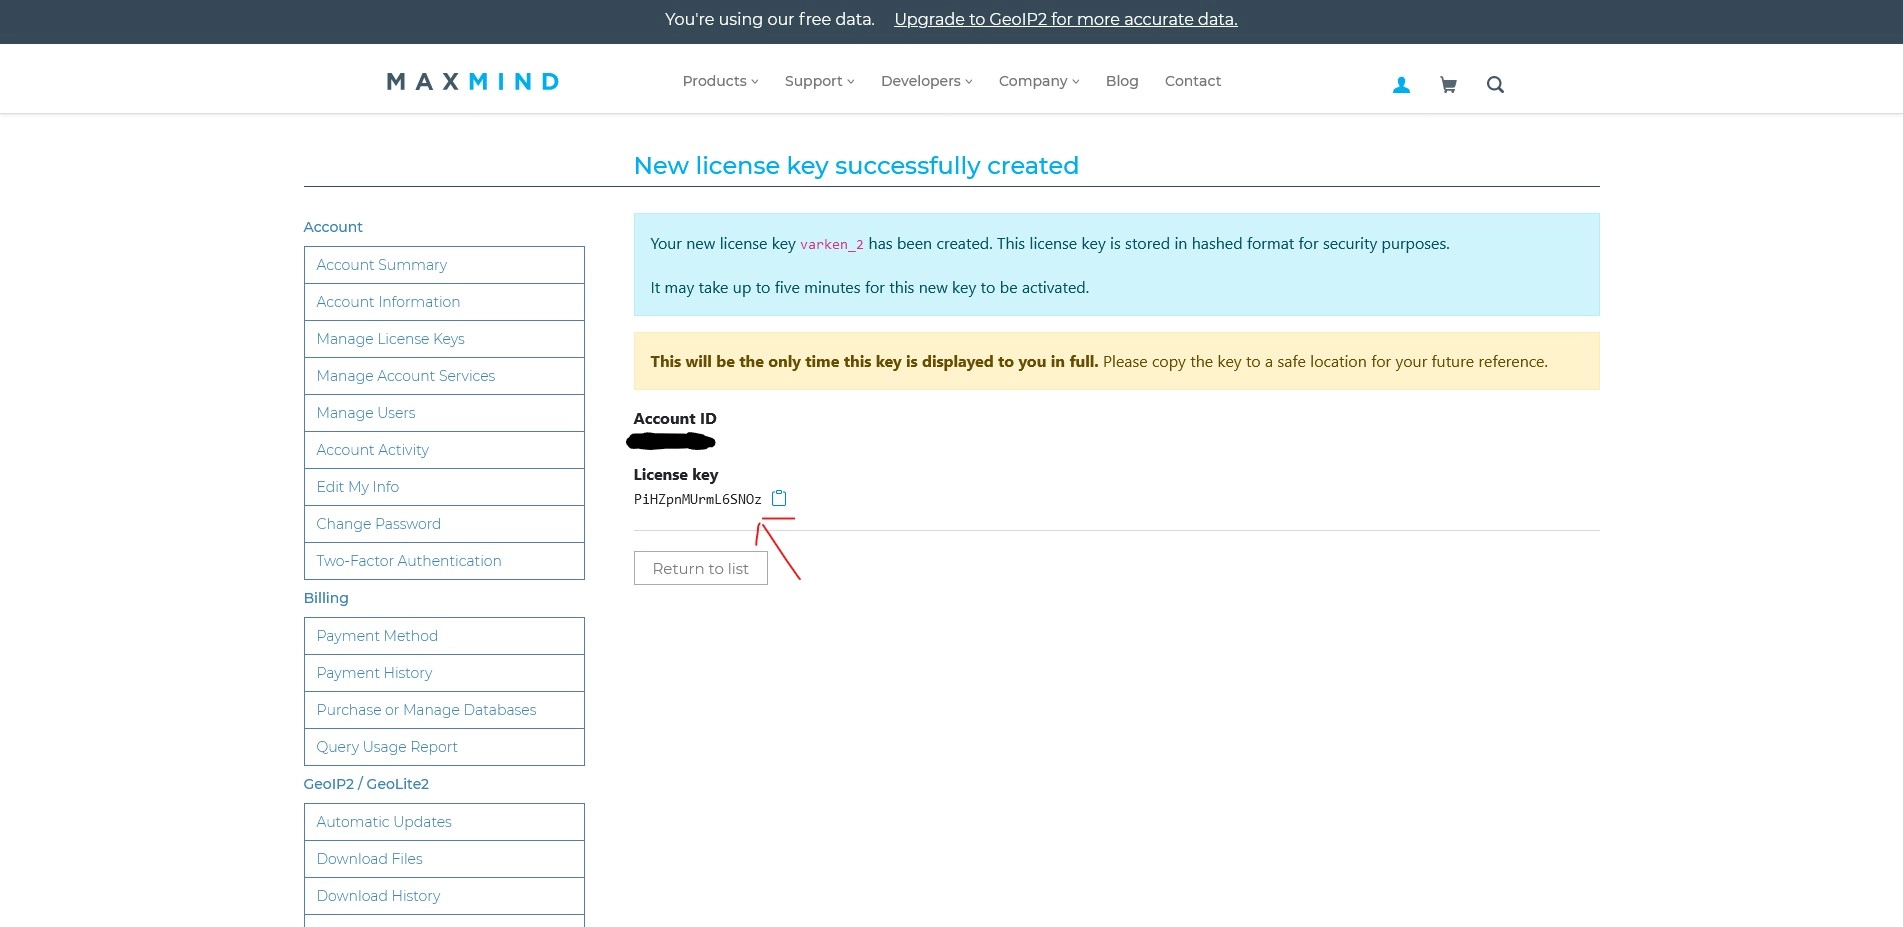 You're using our free data. Upgrade to GeoIP2 for more accurate data.
MAXMIND
Products Support Developers Company Blog Contact
New license key successfully created
Account
Account Summary
Account Information
Manage License Keys
Manage Account Services
Manage Users
Account Activity
Edit My Info
Change Password
Two-Factor Authentication
Billing
Payment Method
Payment History
Purchase or Manage Databases
Query Usage Report
GeoIP2 / GeoLite2
Automatic Updates
Download Files
Download History
Your new license key varken_2 has been created. This license key is stored in hashed format for security purposes.
It may take up to five minutes for this new key to be activated.
This will be the only time this key is displayed to you in full. Please copy the key to a safe location for your future reference.
Account ID
License key
PiHZpnMUrmL6SNOz
Return to list